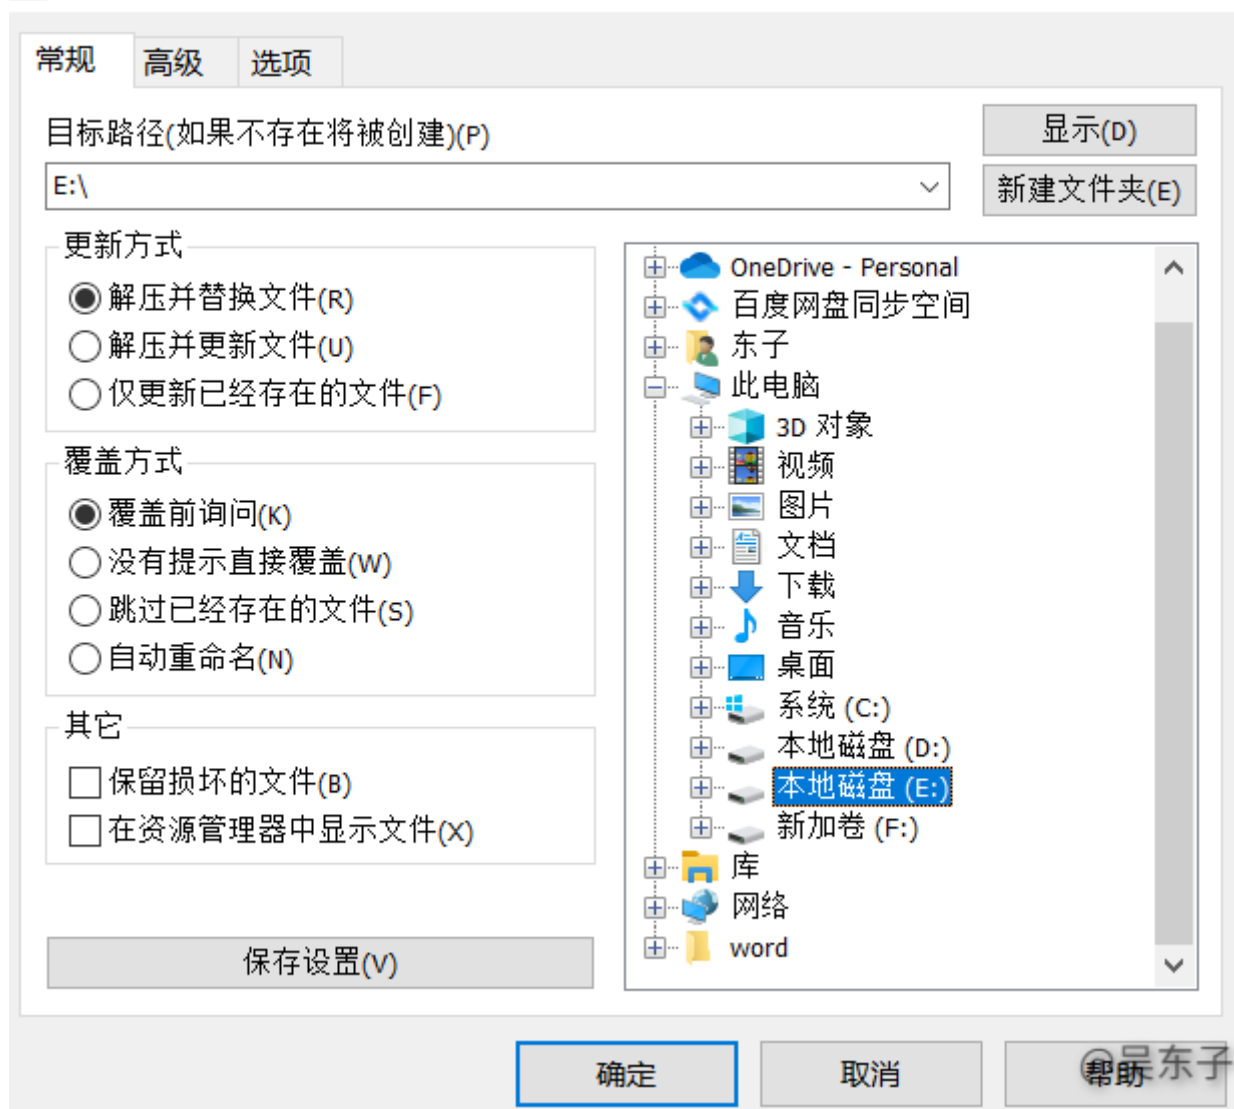 常规 高级 选项
目标路径(如果不存在将被创建)(P)
显示(D)
E:\
新建文件夹(E)
更新方式
解压并替换文件(R)
解压并更新文件(U)
仅更新已经存在的文件(F)
覆盖方式
覆盖前询问(K)
没有提示直接覆盖(W)
跳过已经存在的文件(S)
自动重命名(N)
其它
保留损坏的文件(B)
在资源管理器中显示文件(X)
保存设置(V)
OneDrive - Personal
百度网盘同步空间
东子
此电脑
3D 对象
视频
图片
文档
下载
音乐
桌面
系统 (C:)
本地磁盘 (D:)
本地磁盘 (E:)
新加卷 (F:)
库
网络
word
确定 取消 帮助
@吴东子